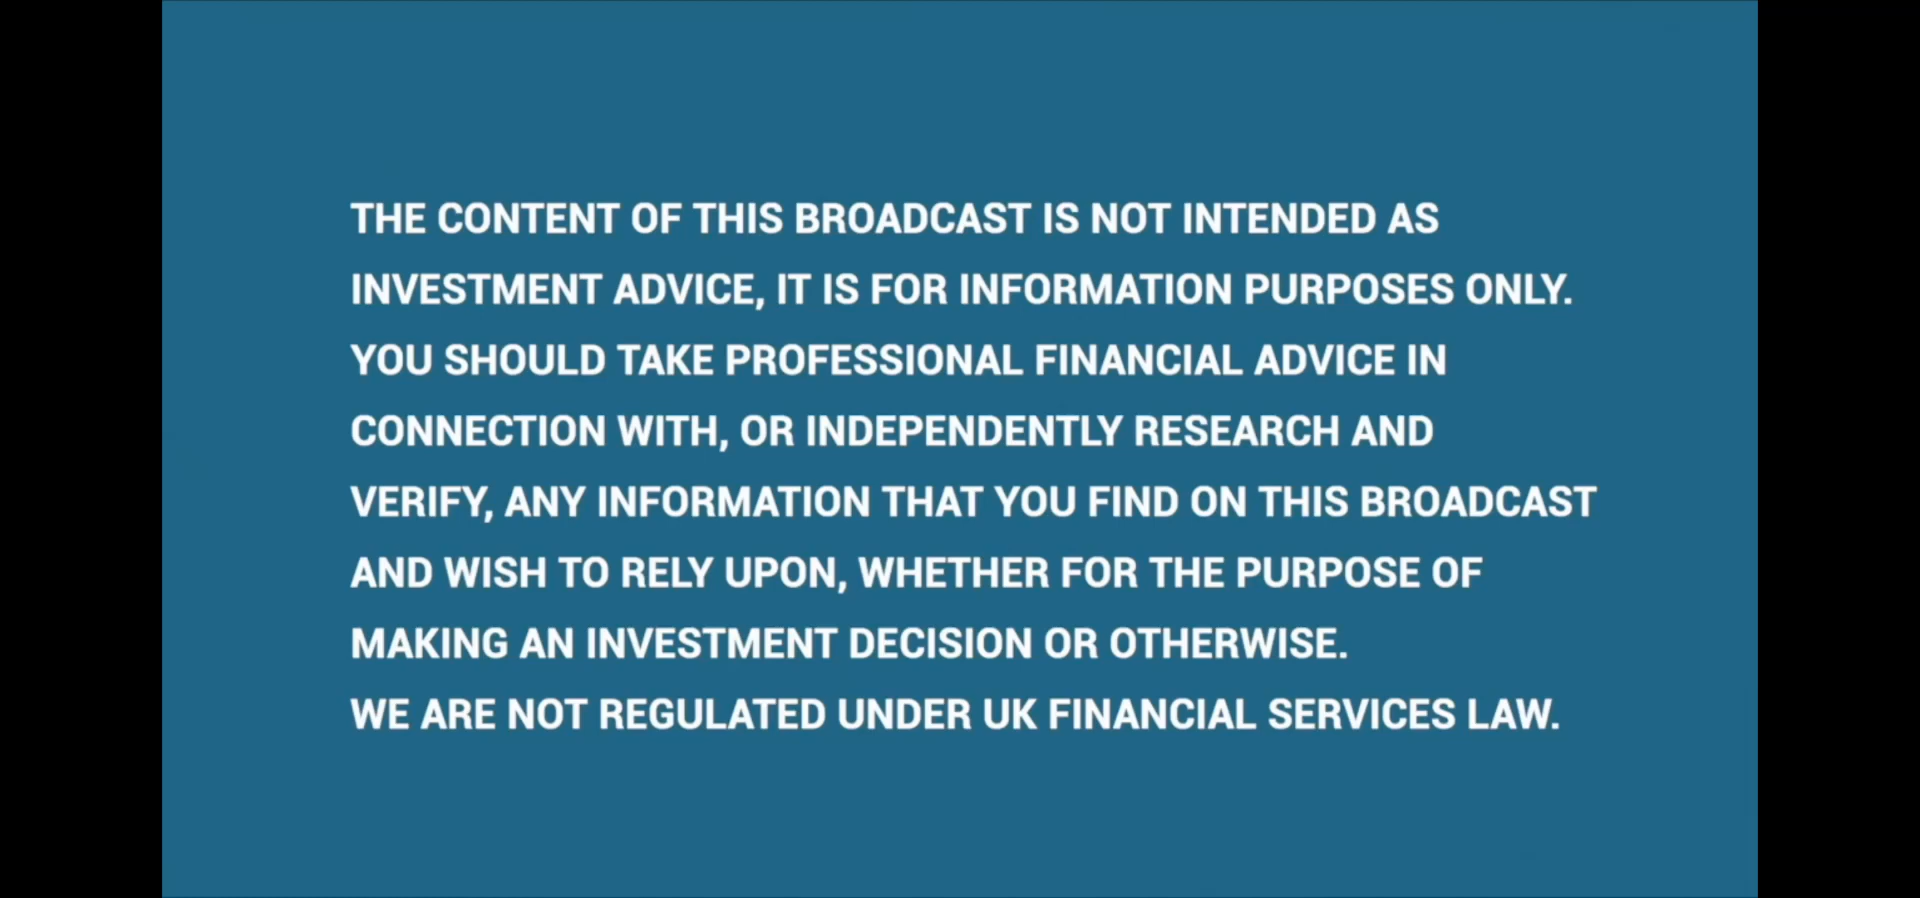 THE CONTENT OF THIS BROADCAST IS NOT INTENDED AS
INVESTMENT ADVICE, IT IS FOR INFORMATION PURPOSES ONLY.
YOU SHOULD TAKE PROFESSIONAL FINANCIAL ADVICE IN
CONNECTION WITH, OR INDEPENDENTLY RESEARCH AND
VERIFY, ANY INFORMATION THAT YOU FIND ON THIS BROADCAST
AND WISH TO RELY UPON, WHETHER FOR THE PURPOSE OF
MAKING AN INVESTMENT DECISION OR OTHERWISE.
WE ARE NOT REGULATED UNDER UK FINANCIAL SERVICES LAW.